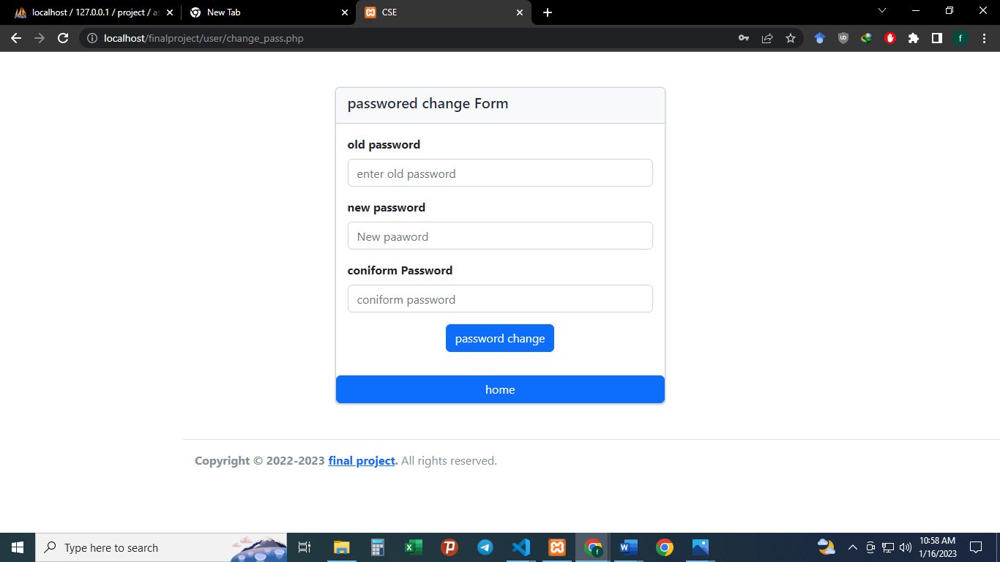 localhost / 127.0.0.1 / project / as
New Tab
CSE
localhost/finalproject/user/change_pass.php
f
passwored change Form
old password
enter old password
new password
New paaword
coniform Password
coniform password
password change
home
Copyright © 2022-2023 final project. All rights reserved.
Type here to search
10:58 AM
1/16/2023